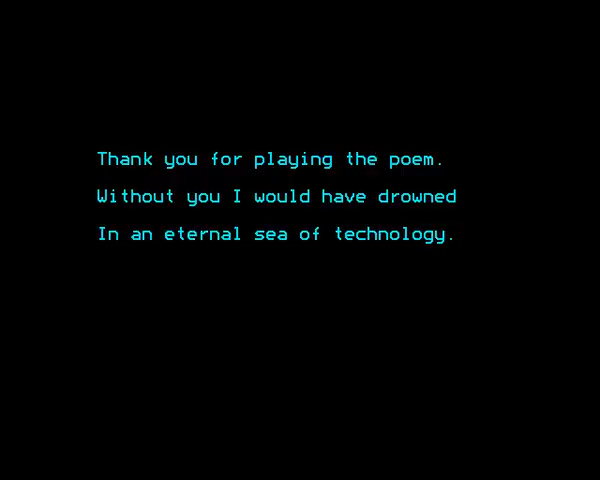 Thank you for playing the poem.
Without you I would have drowned
In an eternal sea of technology.